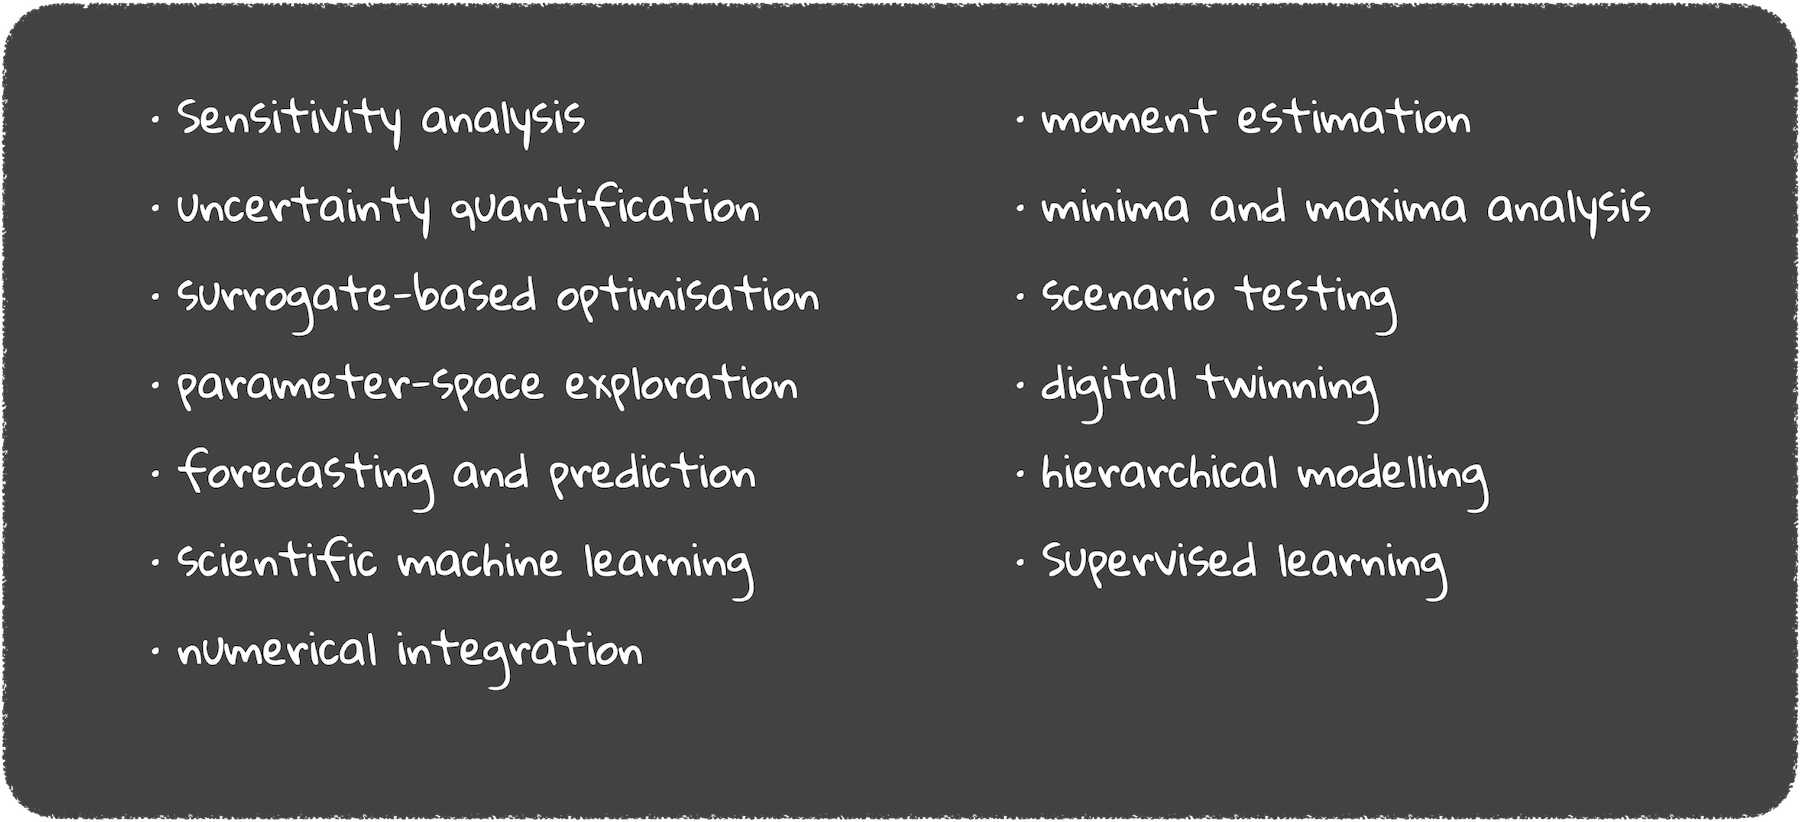 · Sensitivity analysis
· uncertainty quantification
· surrogate-based optimisation
· parameter-space exploration
· forecasting and prediction
· scientific machine learning
· numerical integration
· moment estimation
· minima and maxima analysis
· scenario testing
· digital twinning
· hierarchical modelling
· Supervised learning